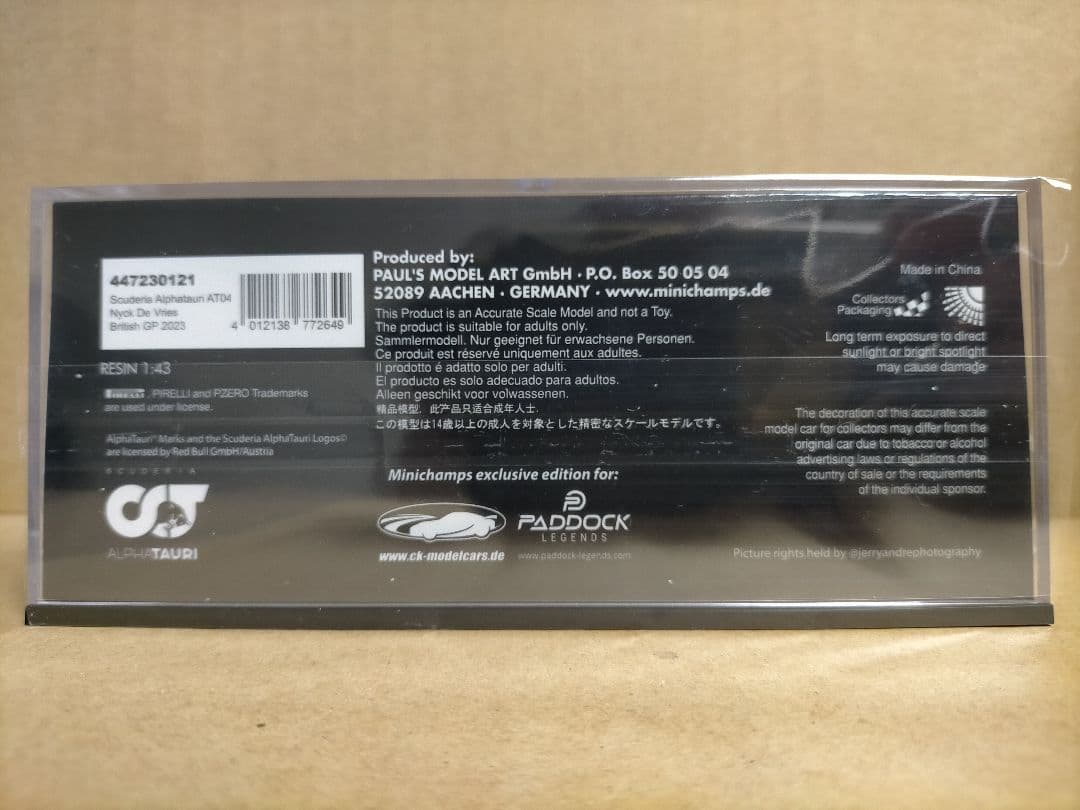 447230121
Scuderia Alphatauri AT04
Nyck De Vries
British GP 2023
4 012138 772649
RESIN 1:43
PIRELLI, PIRELLI and PZERO Trademarks
are used under license.
AlphaTauri® Marks and the Scuderia AlphaTauri Logos©
are licensed by Red Bull GmbH/Austria
SCUDERIA
ALPHATAURI
Produced by:
PAUL'S MODEL ART GmbH · P.O. Box 50 05 04
52089 AACHEN · GERMANY · www.minichamps.de
This Product is an Accurate Scale Model and not a Toy.
The product is suitable for adults only.
Sammlermodell. Nur geeignet für erwachsene Personen.
Ce produit est réservé uniquement aux adultes.
Il prodotto é adatto solo per adulti.
El producto es solo adecuado para adultos.
Alleen geschikt voor volwassenen.
精品模型. 此产品只适合成年人士.
この模型は14歳以上の成人を対象とした精密なスケールモデルです。
Minichamps exclusive edition for:
www.ck-modelcars.de
PADDOCK
LEGENDS
www.paddock-legends.com
Made in China
Collectors
Packaging
Long term exposure to direct
sunlight or bright spotlight
may cause damage
The decoration of this accurate scale
model car for collectors may differ from the
original car due to tobacco or alcohol
advertising laws or regulations of the
country of sale or the requirements
of the individual sponsor.
Picture rights held by @jerryandrephotography